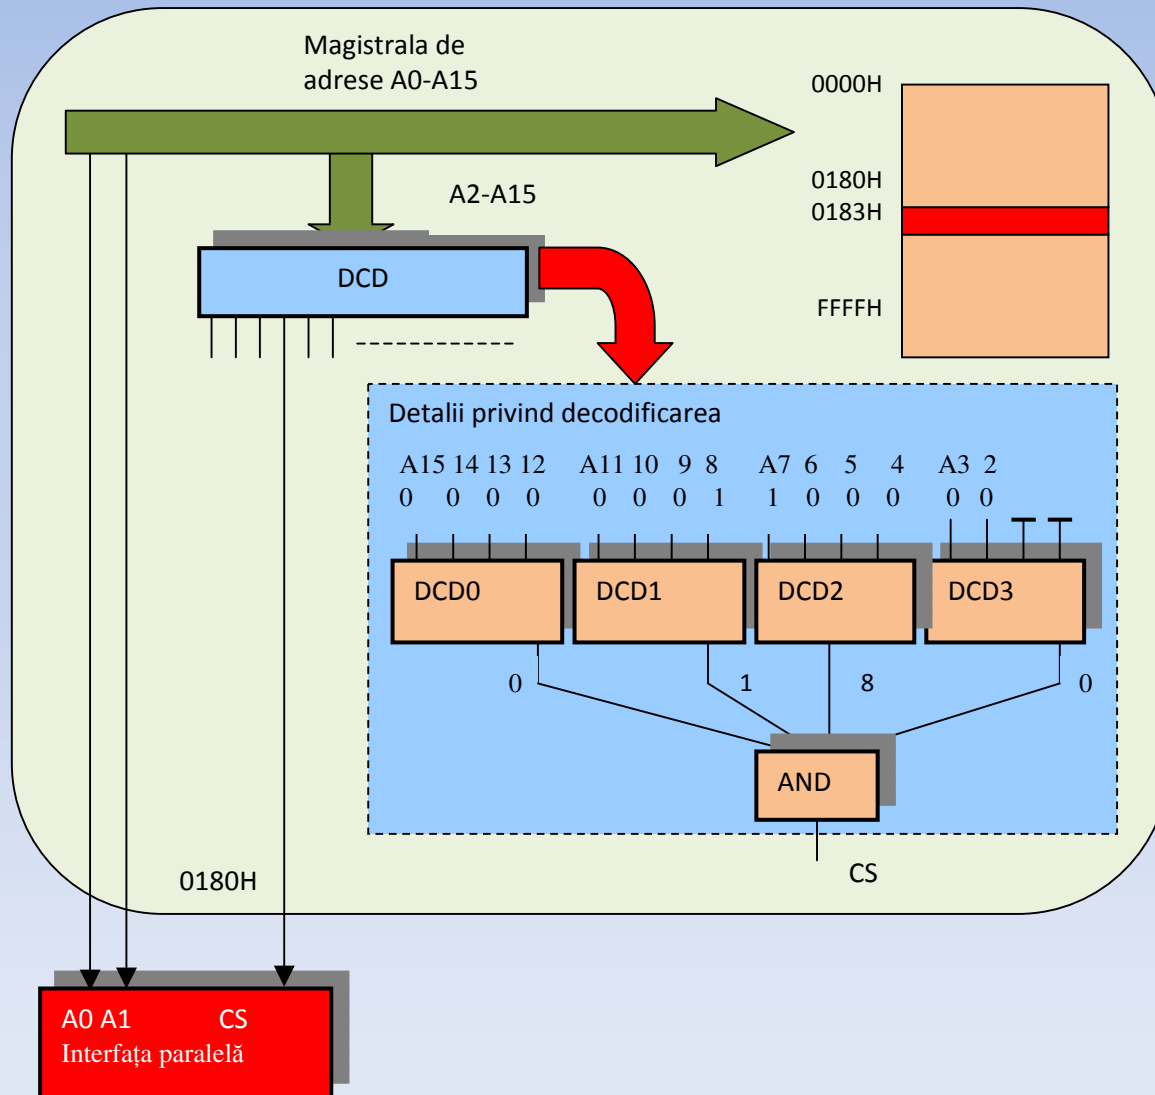 Magistrala de
adrese A0-A15
0000H
0180H
0183H
FFFFH
A2-A15
DCD
Detalii privind decodificarea
A15 14 13 12 A11 10 9 8 A7 6 5 4 A3 2
0 0 0 0 0 0 0 1 1 0 0 0 0 0
DCD0 DCD1 DCD2 DCD3
0 1 8 0
AND
CS
0180H
A0 A1 CS
Interfața paralelă